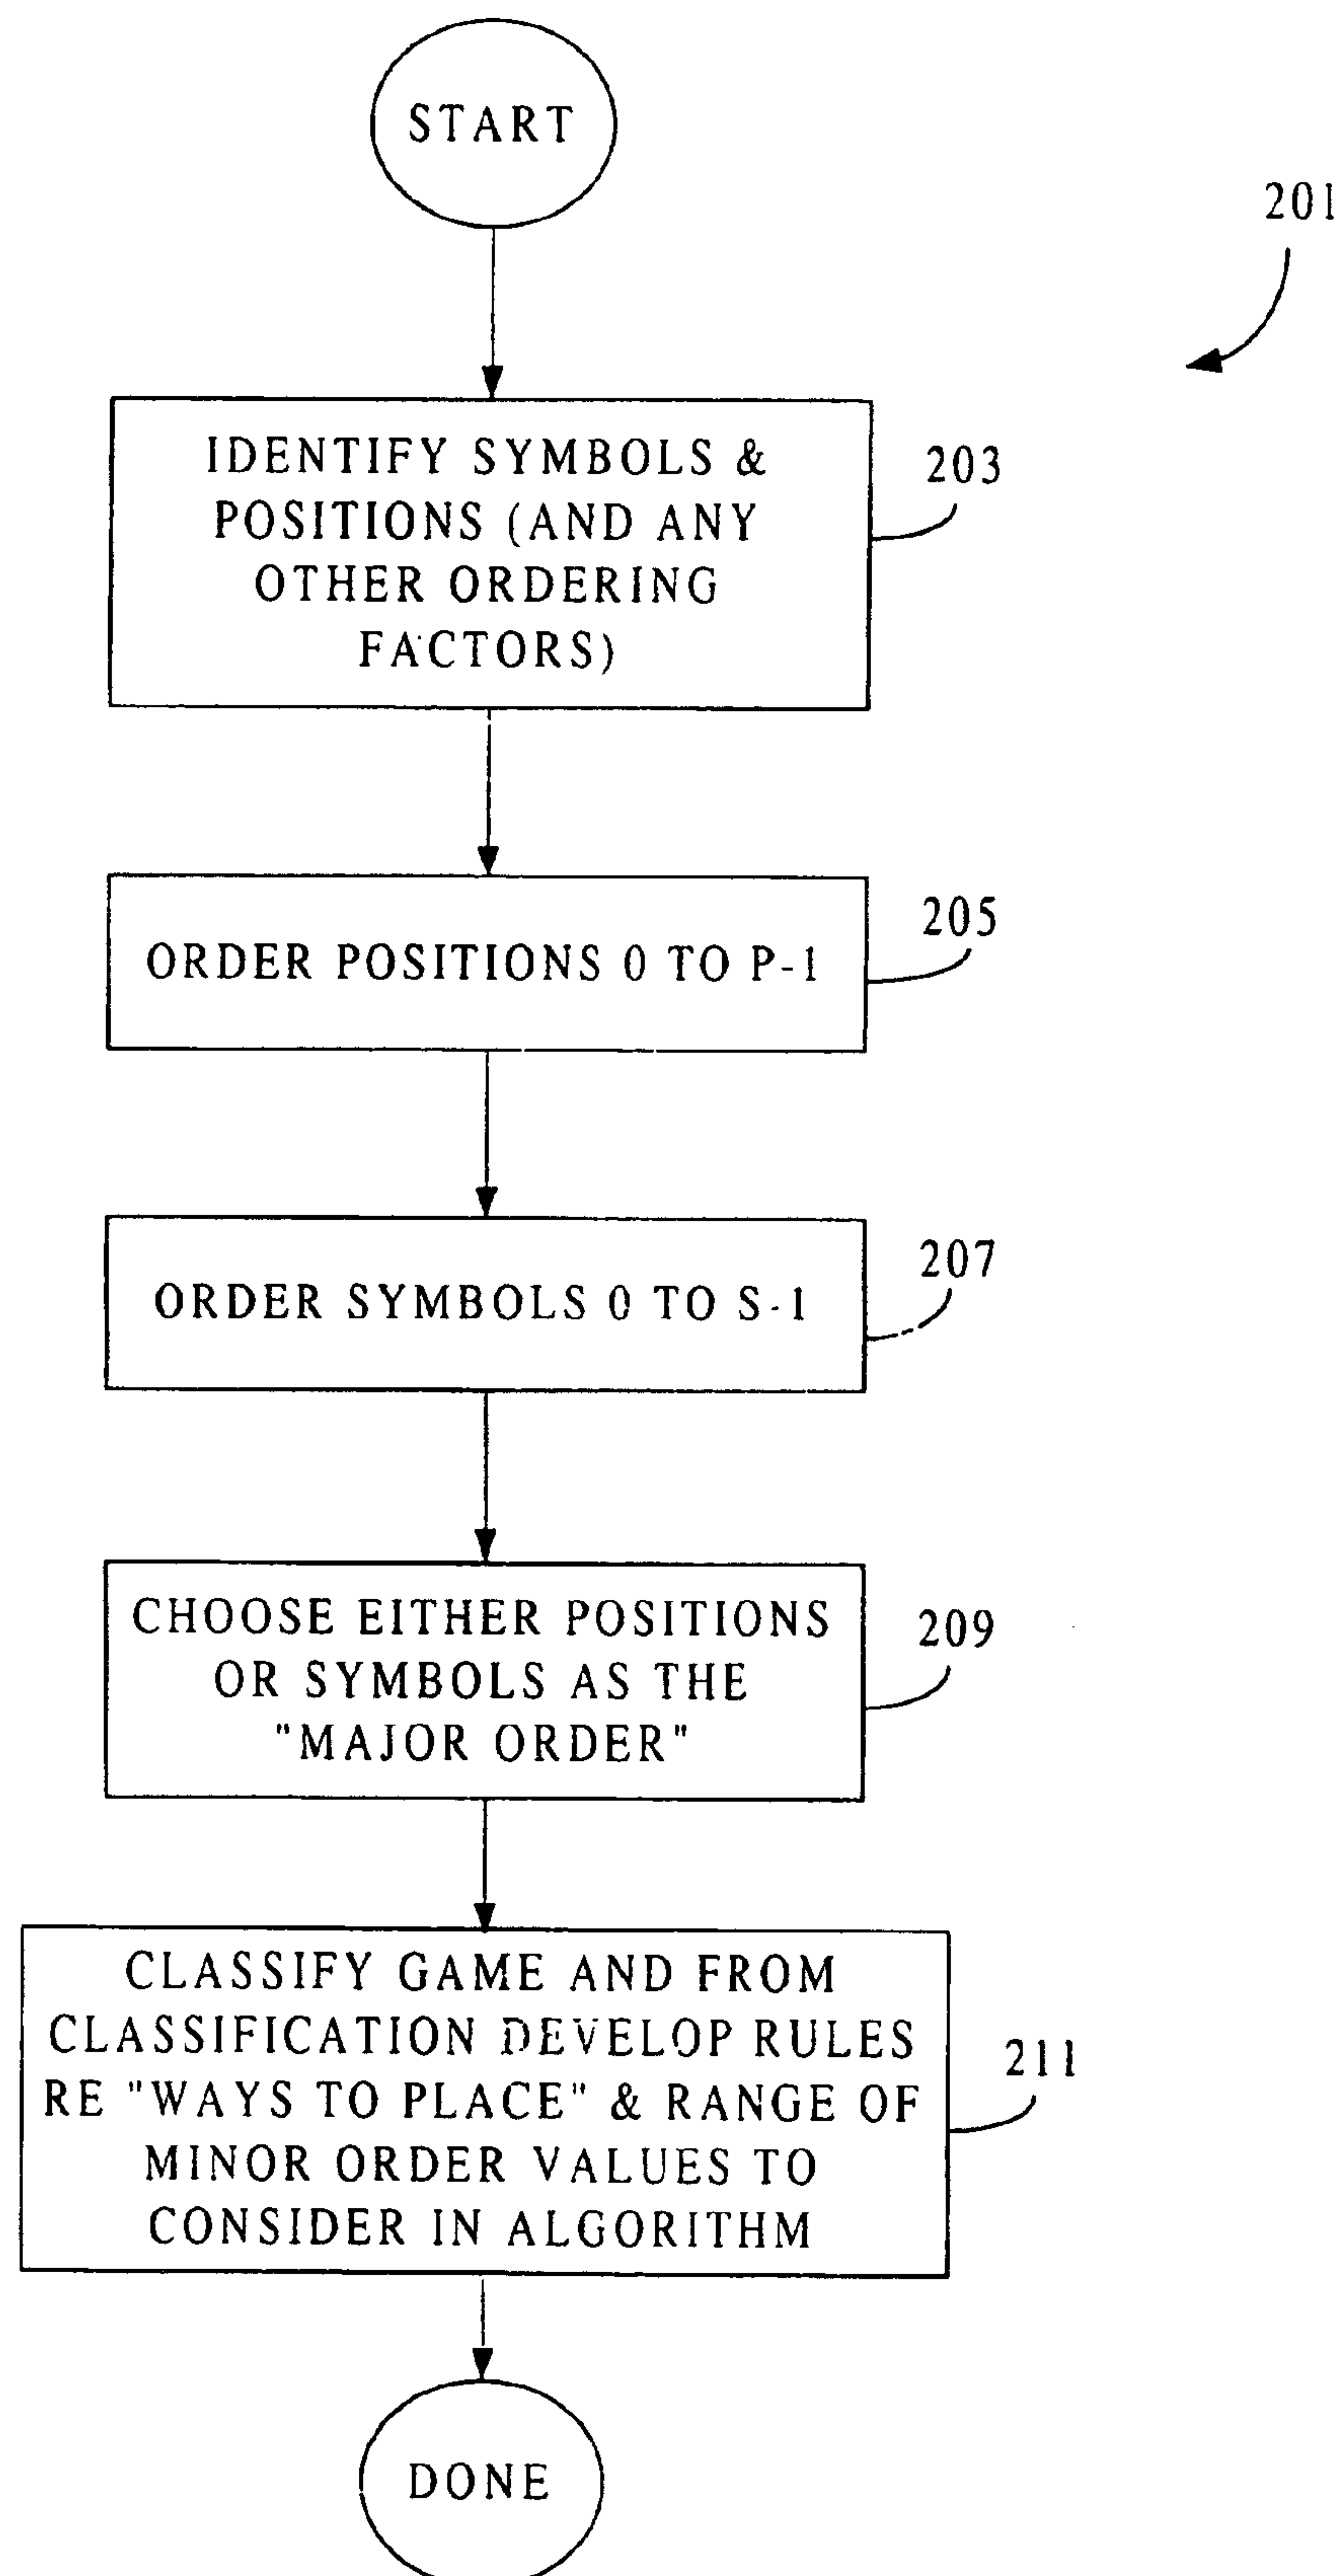 START
201
IDENTIFY SYMBOLS &
POSITIONS (AND ANY
OTHER ORDERING
FACTORS)
203
ORDER POSITIONS 0 TO P-1
205
ORDER SYMBOLS 0 TO S-1
207
CHOOSE EITHER POSITIONS
OR SYMBOLS AS THE
"MAJOR ORDER"
209
CLASSIFY GAME AND FROM
CLASSIFICATION DEVELOP RULES
RE "WAYS TO PLACE" & RANGE OF
MINOR ORDER VALUES TO
CONSIDER IN ALGORITHM
211
DONE